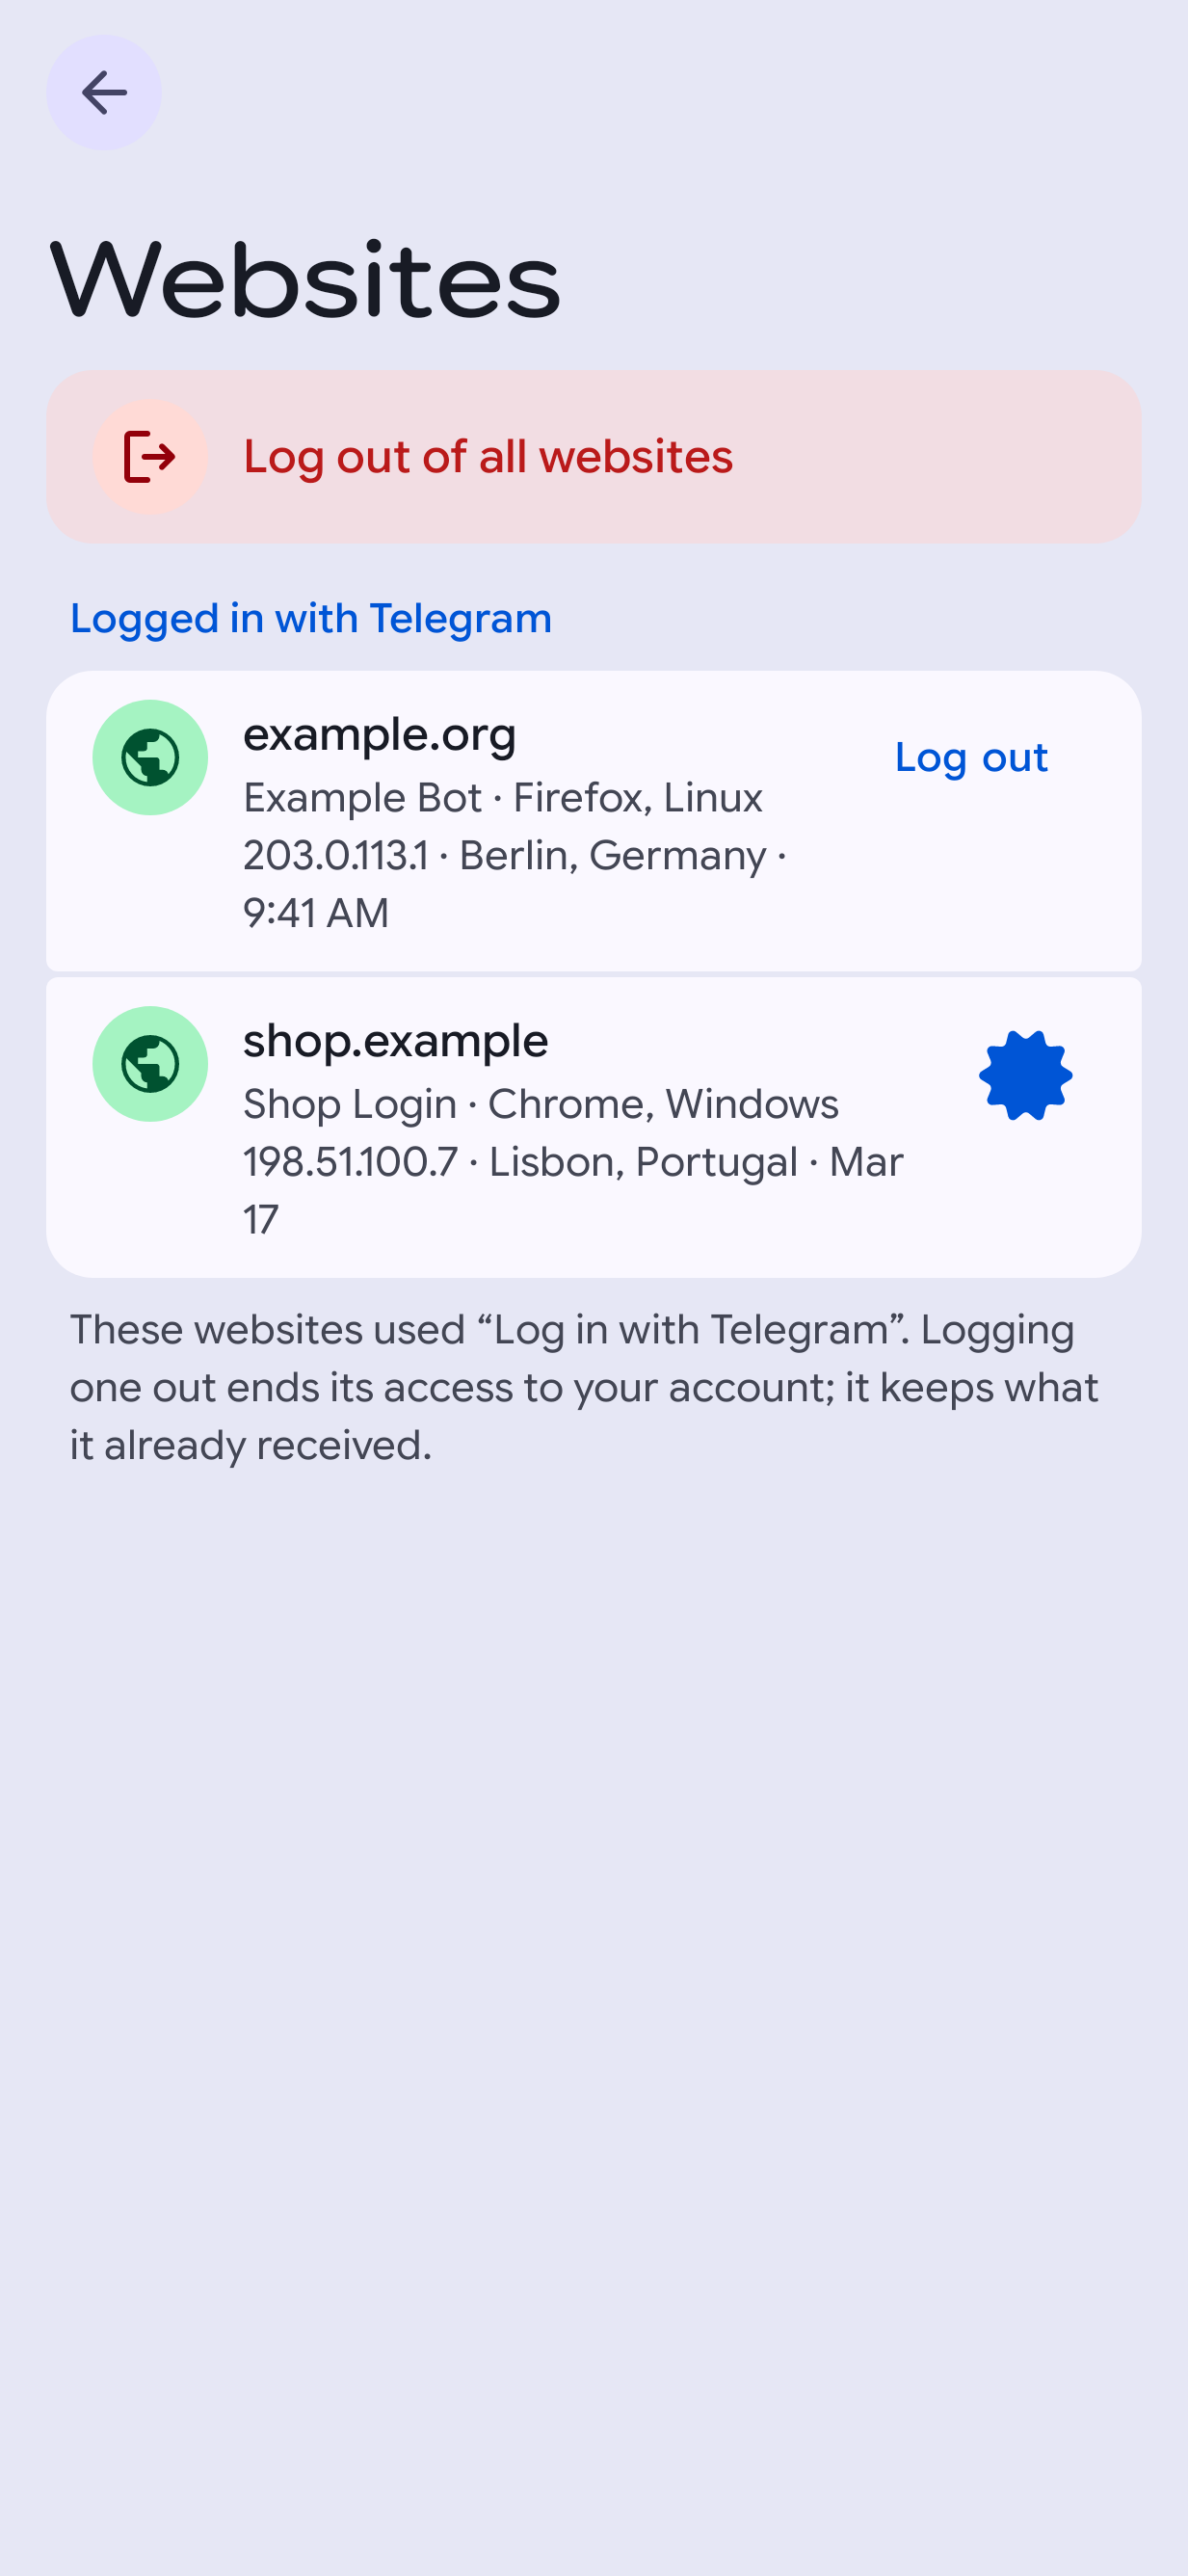 Websites
Log out of all websites
Logged in with Telegram
example.org
Log out
Example Bot · Firefox, Linux
203.0.113.1 · Berlin, Germany ·
9:41 AM
shop.example
Shop Login · Chrome, Windows
198.51.100.7 · Lisbon, Portugal · Mar
17
These websites used “Log in with Telegram”. Logging
one out ends its access to your account; it keeps what
it already received.